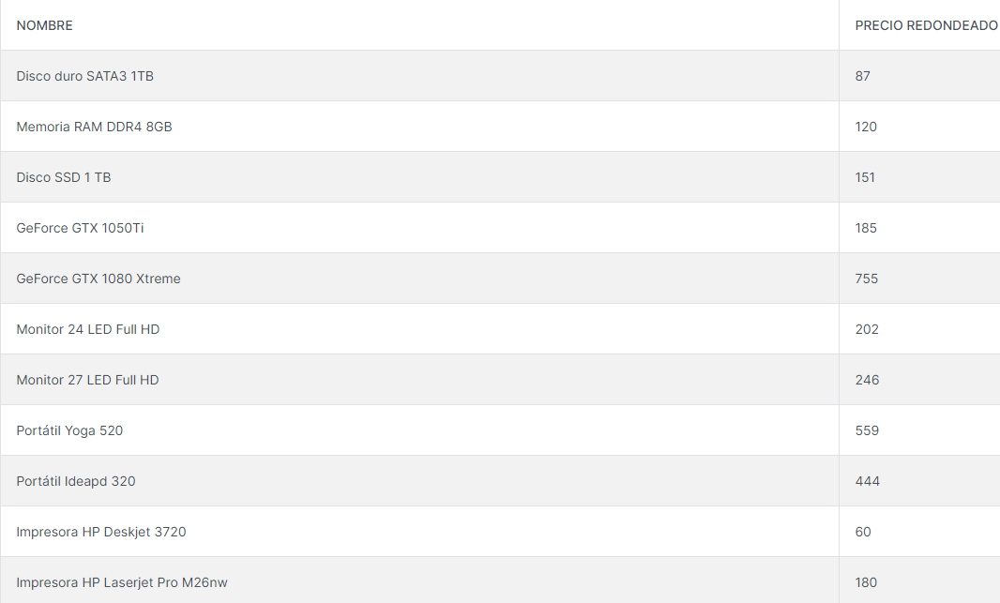 NOMBRE PRECIO REDONDEADO
Disco duro SATA3 1TB 87
Memoria RAM DDR4 8GB 120
Disco SSD 1 TB 151
GeForce GTX 1050Ti 185
GeForce GTX 1080 Xtreme 755
Monitor 24 LED Full HD 202
Monitor 27 LED Full HD 246
Portátil Yoga 520 559
Portátil Ideapd 320 444
Impresora HP Deskjet 3720 60
Impresora HP Laserjet Pro M26nw 180